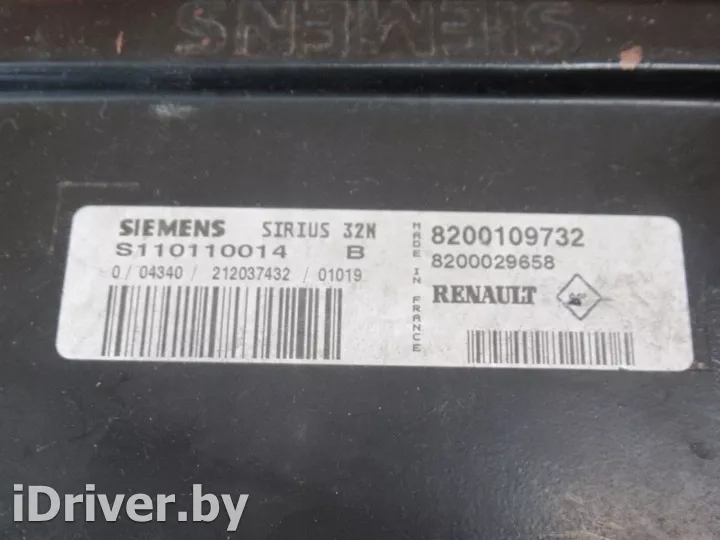 SIEMENS
SIEMENS SIRIUS 32N
S110110014 B
0/ 04340/ 212037432 / 01019
MADE IN FRANCE
8200109732
8200029658
RENAULT
iDriver.by